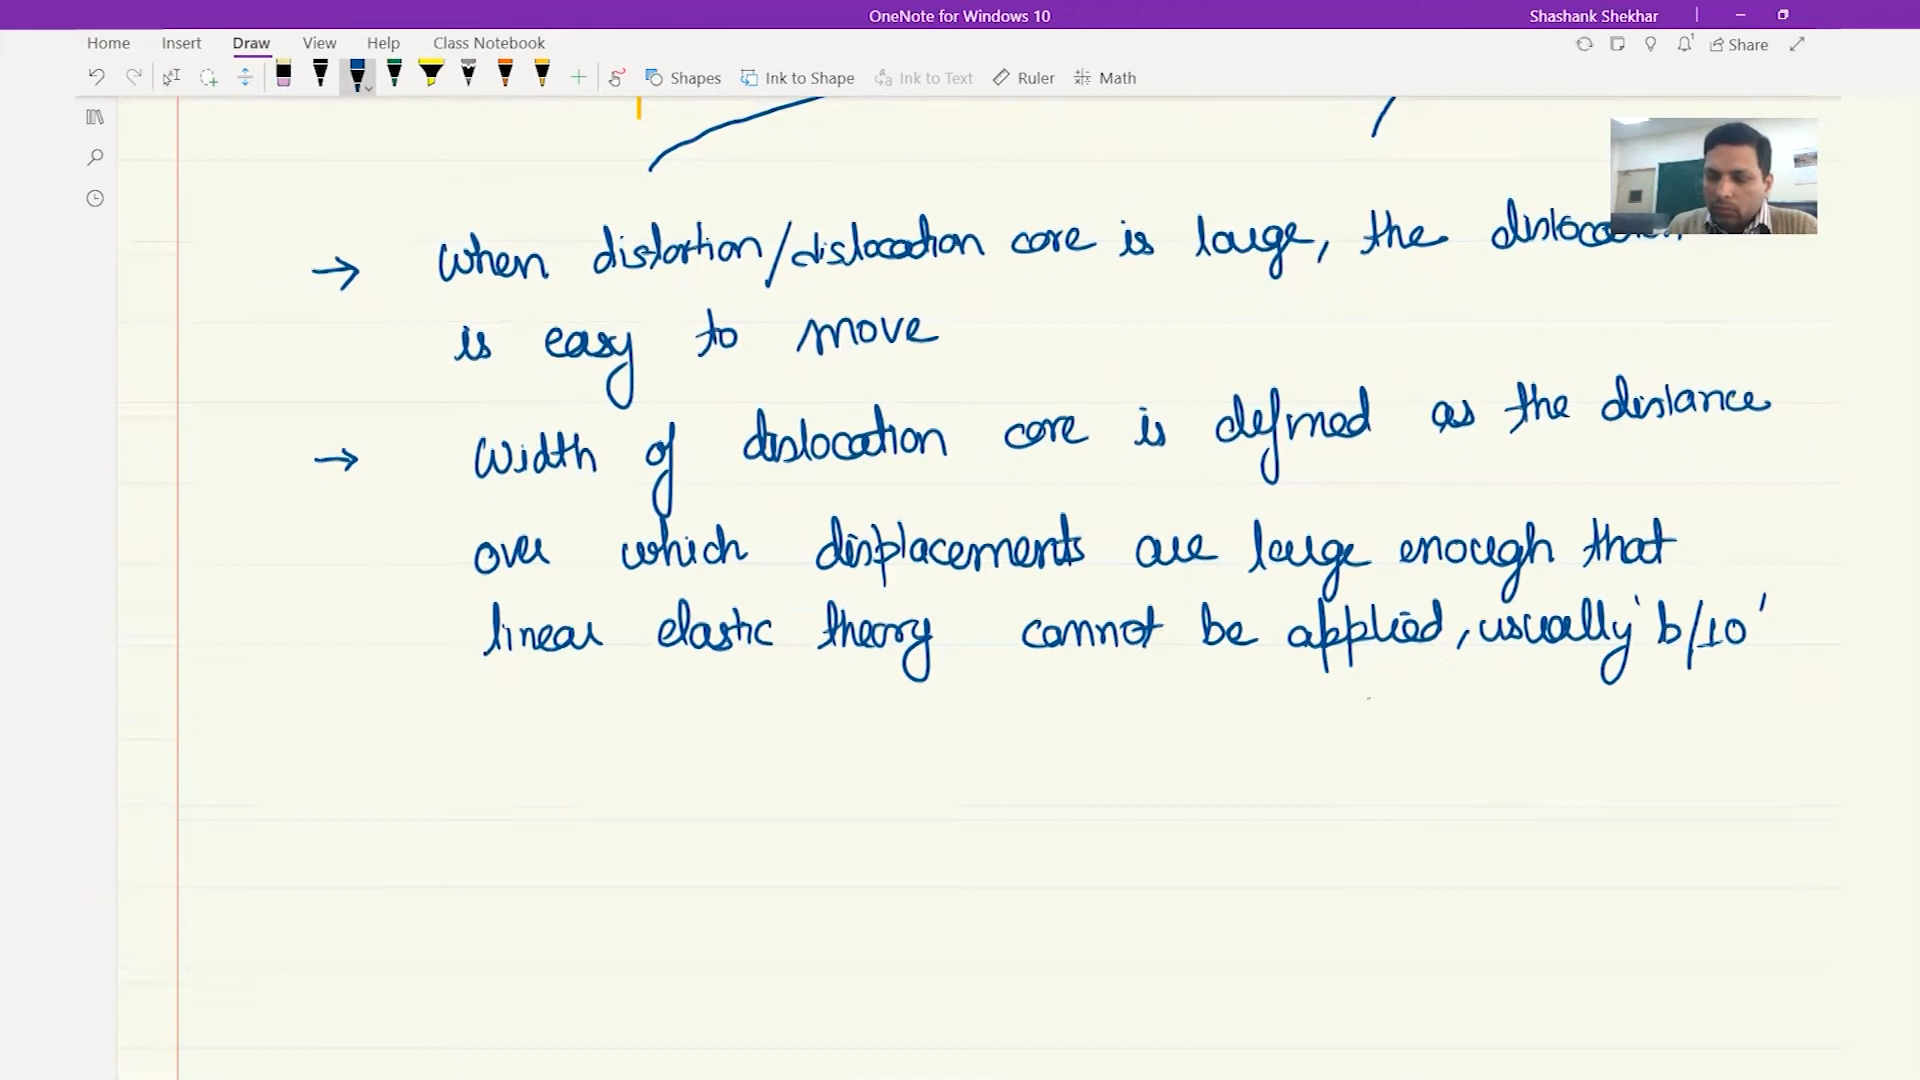 OneNote for Windows 10
Shashank Shekhar
Home Insert Draw View Help Class Notebook
Share
Shapes Ink to Shape Ink to Text Ruler Math
→ When distortion/dislocation core is large, the
is easy to move
→ Width of dislocation core is defined as the distance
over which displacements are large enough that
linear elastic theory cannot be applied, usually 'b/10'